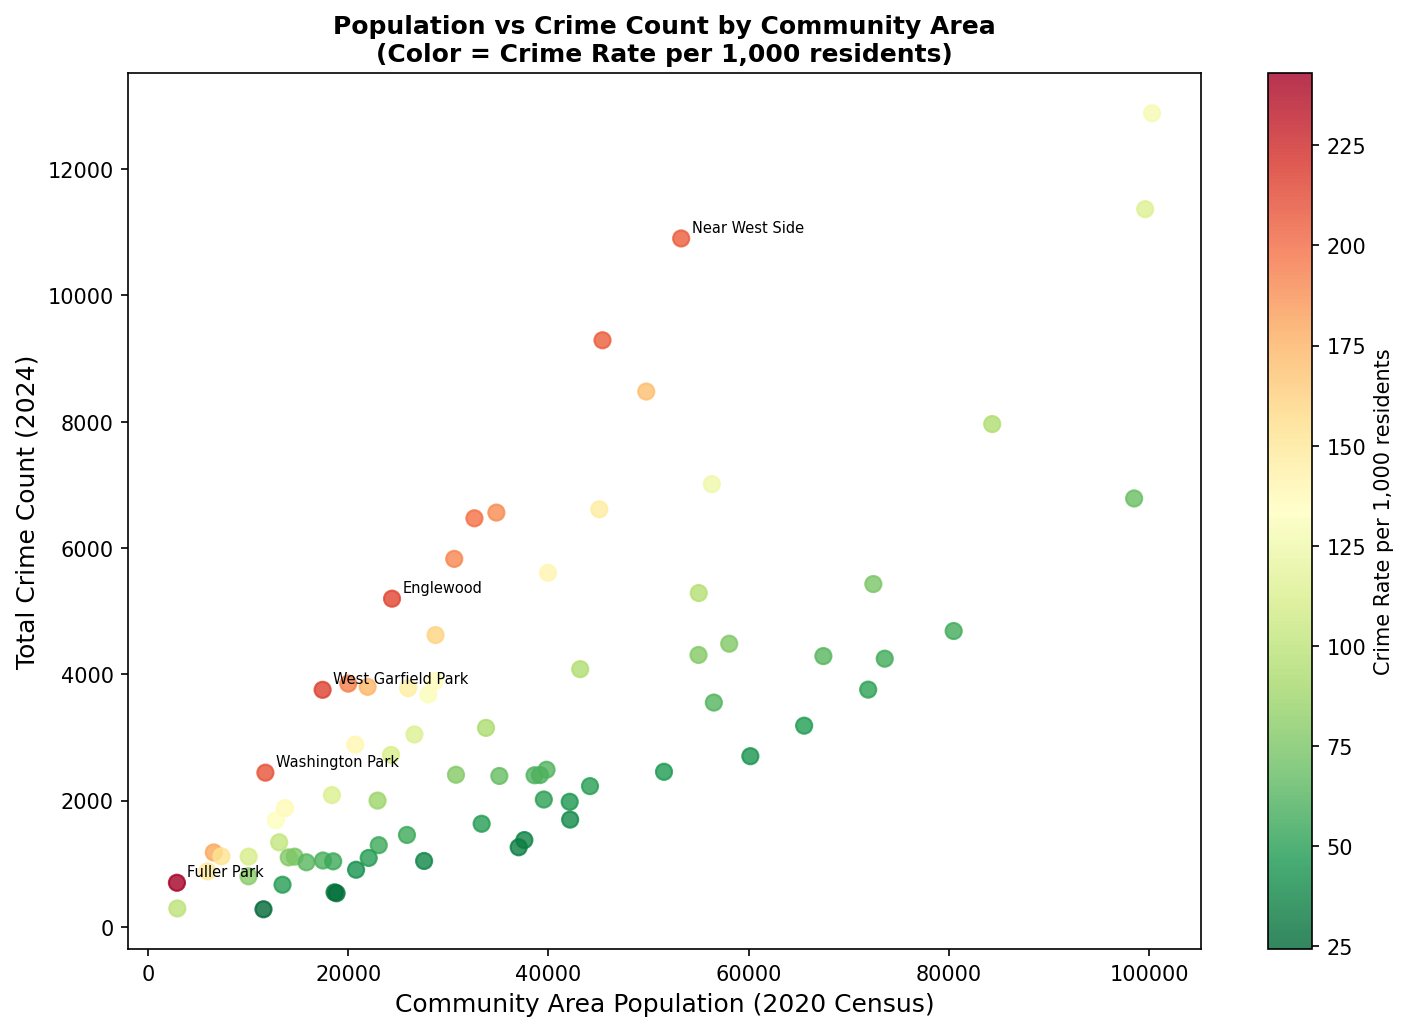 Population vs Crime Count by Community Area
(Color = Crime Rate per 1,000 residents)
Total Crime Count (2024)
12000
10000
8000
6000
4000
2000
0
Near West Side
Englewood
West Garfield Park
Washington Park
Fuller Park
0
20000
40000
60000
80000
100000
Community Area Population (2020 Census)
225
200
175
150
125
100
75
50
25
Crime Rate per 1,000 residents